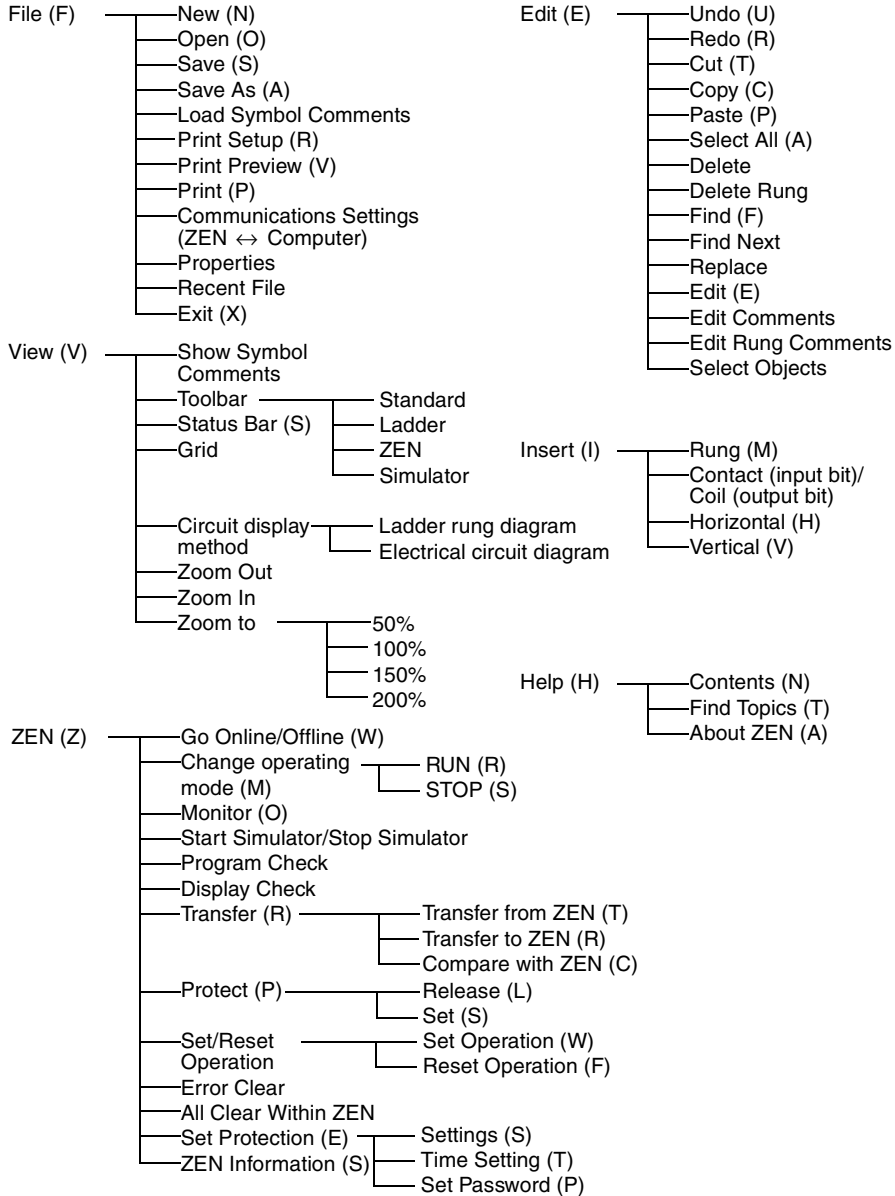 File (F)
New (N)
Open (O)
Save (S)
Save As (A)
Load Symbol Comments
Print Setup (R)
Print Preview (V)
Print (P)
Communications Settings
(ZEN ↔ Computer)
Properties
Recent File
Exit (X)
Edit (E)
Undo (U)
Redo (R)
Cut (T)
Copy (C)
Paste (P)
Select All (A)
Delete
Delete Rung
Find (F)
Find Next
Replace
Edit (E)
Edit Comments
Edit Rung Comments
Select Objects
View (V)
Show Symbol
Comments
Toolbar
Standard
Ladder
ZEN
Simulator
Status Bar (S)
Grid
Circuit display
method
Ladder rung diagram
Electrical circuit diagram
Zoom Out
Zoom In
Zoom to
50%
100%
150%
200%
Insert (I)
Rung (M)
Contact (input bit)/
Coil (output bit)
Horizontal (H)
Vertical (V)
Help (H)
Contents (N)
Find Topics (T)
About ZEN (A)
ZEN (Z)
Go Online/Offline (W)
Change operating
mode (M)
RUN (R)
STOP (S)
Monitor (O)
Start Simulator/Stop Simulator
Program Check
Display Check
Transfer (R)
Transfer from ZEN (T)
Transfer to ZEN (R)
Compare with ZEN (C)
Protect (P)
Release (L)
Set (S)
Set/Reset
Operation
Set Operation (W)
Reset Operation (F)
Error Clear
All Clear Within ZEN
Set Protection (E)
Settings (S)
Time Setting (T)
Set Password (P)
ZEN Information (S)